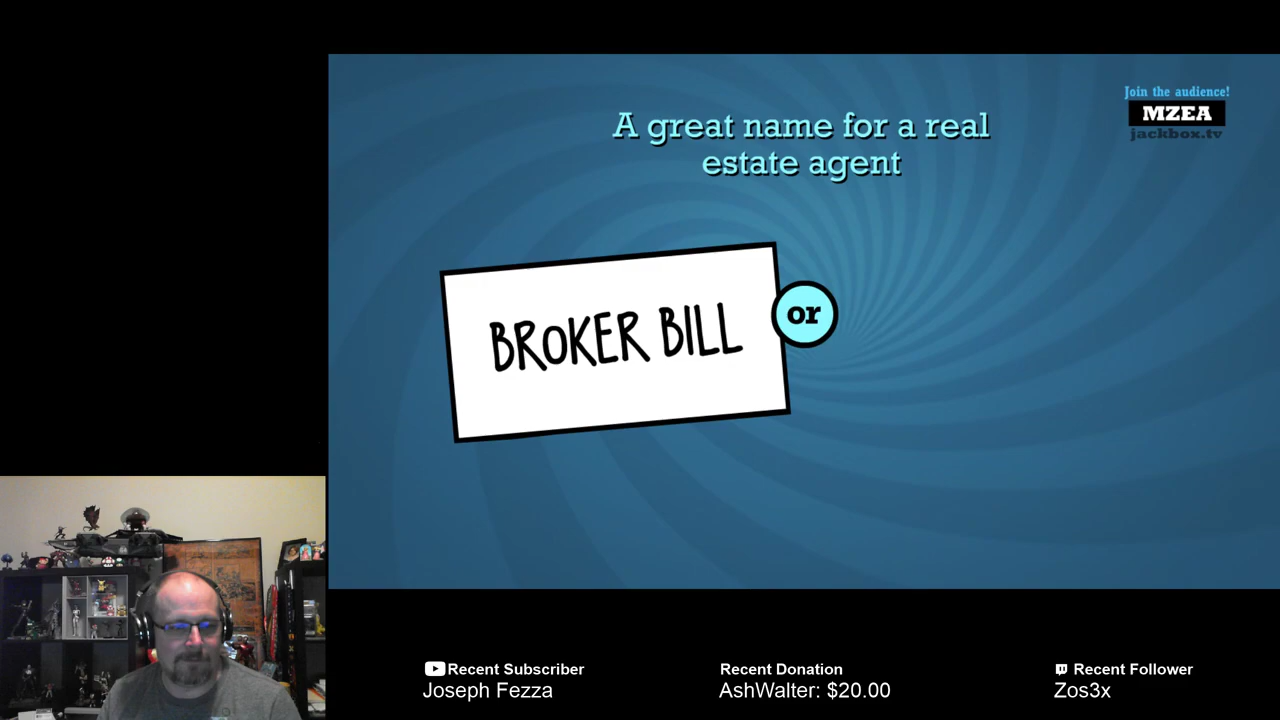 Join the audience!
MZEA
jackbox.tv
A great name for a real
estate agent
BROKER BILL
or
Recent Subscriber
Joseph Fezza
Recent Donation
AshWalter: $20.00
Recent Follower
Zos3x